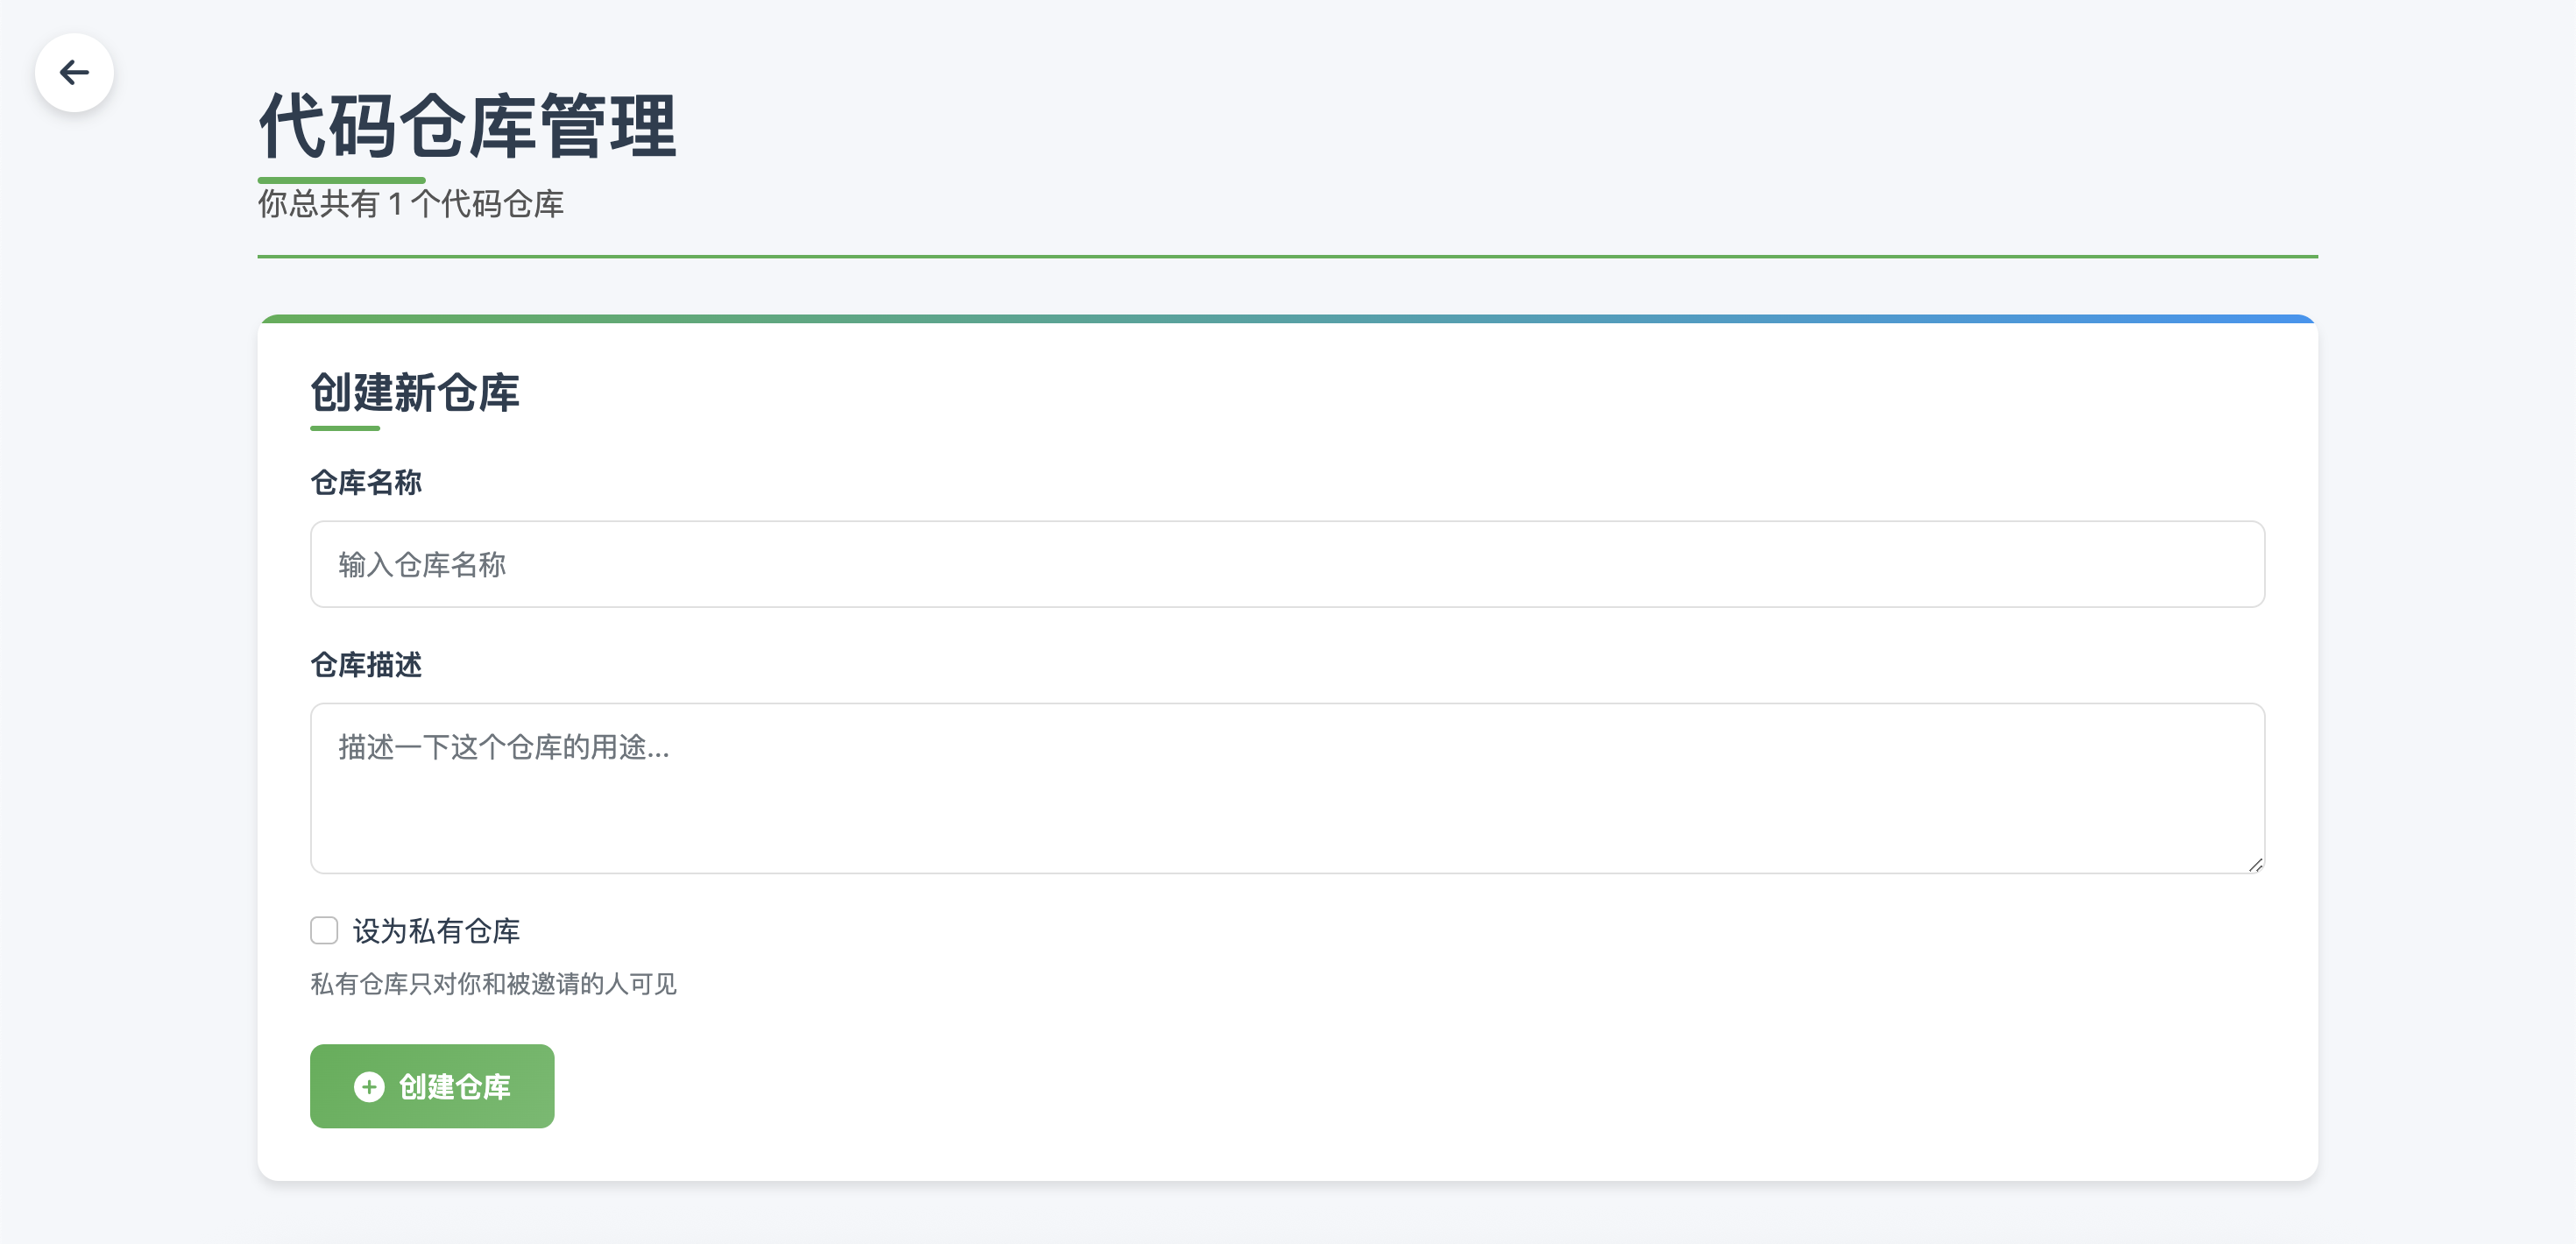 代码仓库管理
你总共有 1 个代码仓库
创建新仓库
仓库名称
输入仓库名称
仓库描述
描述一下这个仓库的用途...
设为私有仓库
私有仓库只对你和被邀请的人可见
创建仓库